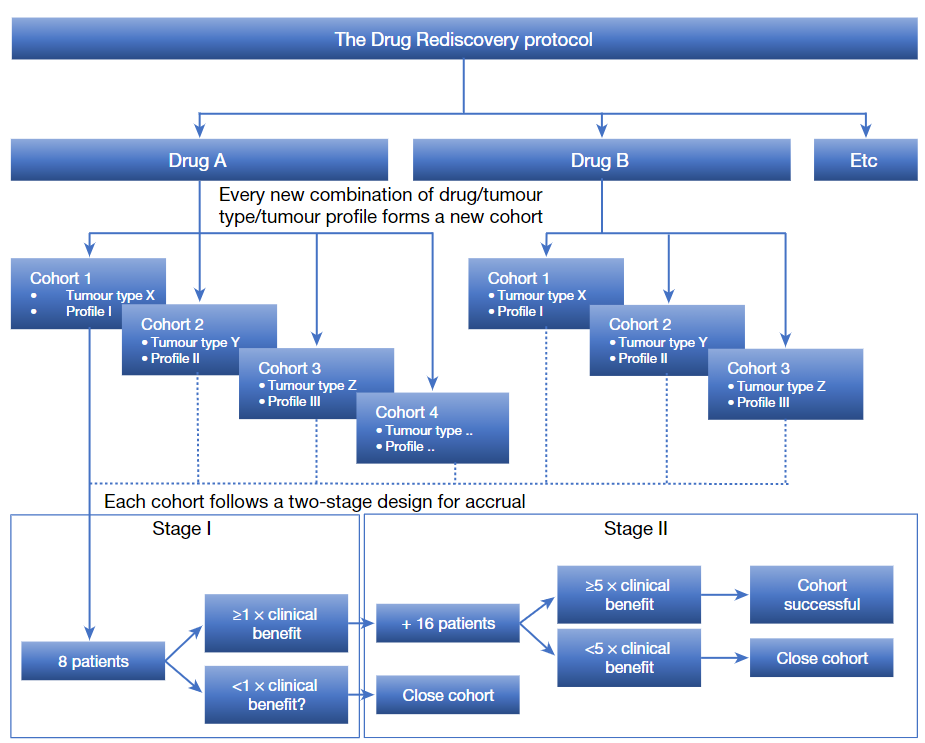 The Drug Rediscovery protocol
Drug A
Drug B
Etc
Every new combination of drug/tumour
type/tumour profile forms a new cohort
Cohort 1
• Tumour type X
• Profile I
Cohort 2
• Tumour type Y
• Profile II
Cohort 3
• Tumour type Z
• Profile III
Cohort 4
• Tumour type ..
• Profile ..
Cohort 1
• Tumour type X
• Profile I
Cohort 2
• Tumour type Y
• Profile II
Cohort 3
• Tumour type Z
• Profile III
Each cohort follows a two-stage design for accrual
Stage I
8 patients
≥1 × clinical
benefit
<1 × clinical
benefit?
Stage II
+ 16 patients
Close cohort
≥5 × clinical
benefit
<5 × clinical
benefit
Cohort
successful
Close cohort